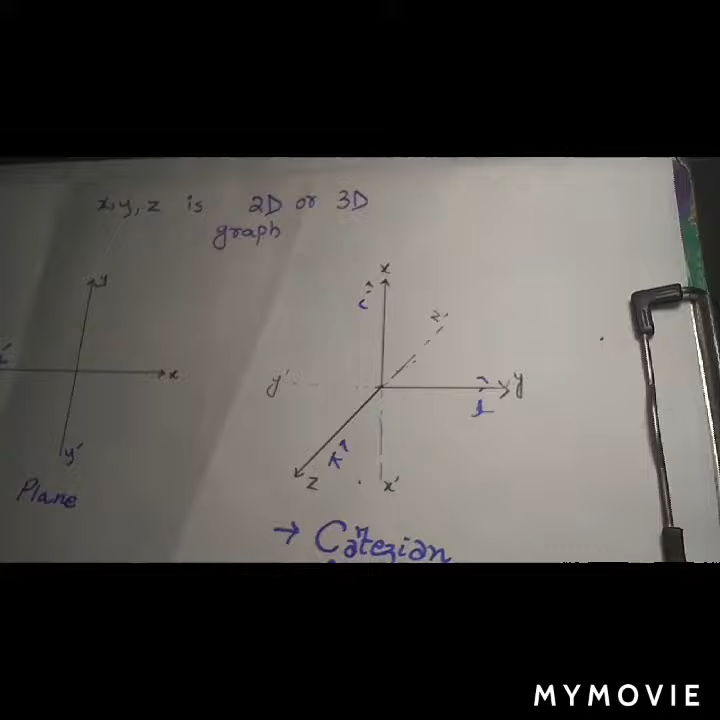 x, y, z is 2D or 3D
graph
y
x'
x
y'
Plane
x
î
z'
y'
y
ĵ
k̂
z
x'
→ Catezian
MYMOVIE